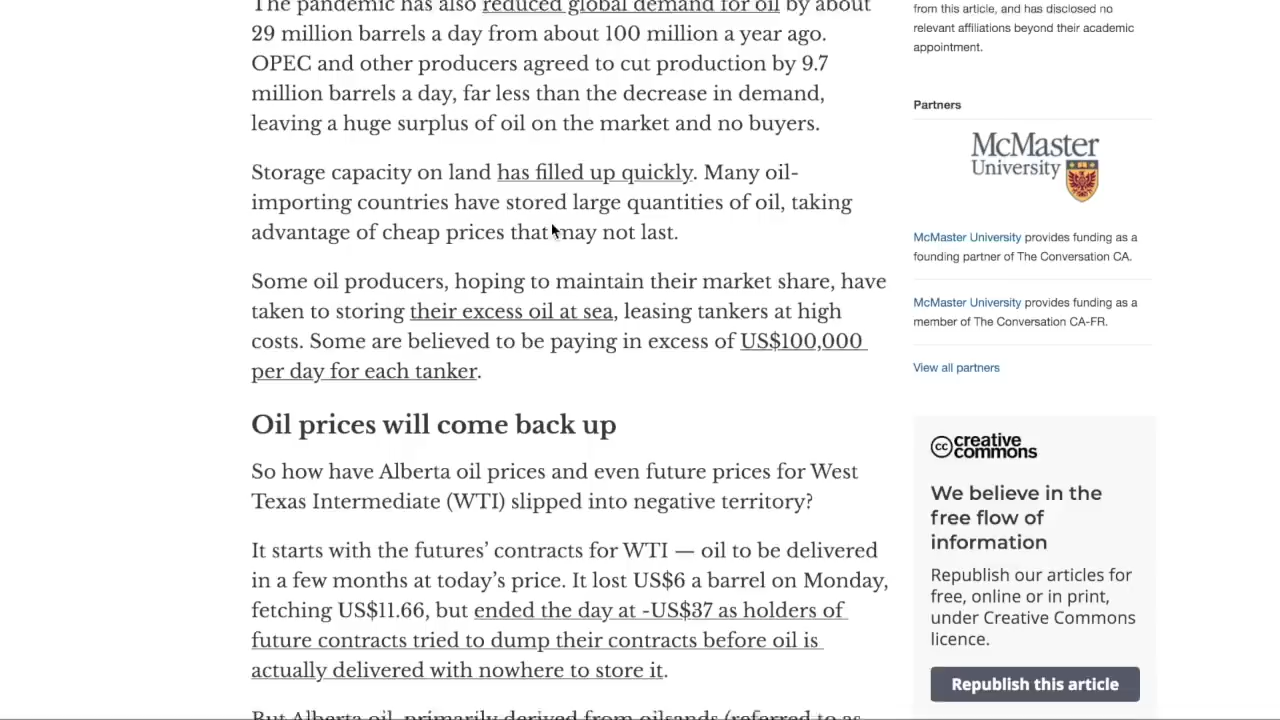 The pandemic has also reduced global demand for oil by about
29 million barrels a day from about 100 million a year ago.
OPEC and other producers agreed to cut production by 9.7
million barrels a day, far less than the decrease in demand,
leaving a huge surplus of oil on the market and no buyers.
Storage capacity on land has filled up quickly. Many oil-
importing countries have stored large quantities of oil, taking
advantage of cheap prices that may not last.
Some oil producers, hoping to maintain their market share, have
taken to storing their excess oil at sea, leasing tankers at high
costs. Some are believed to be paying in excess of US$100,000
per day for each tanker.
Oil prices will come back up
So how have Alberta oil prices and even future prices for West
Texas Intermediate (WTI) slipped into negative territory?
It starts with the futures’ contracts for WTI — oil to be delivered
in a few months at today’s price. It lost US$6 a barrel on Monday,
fetching US$11.66, but ended the day at -US$37 as holders of
future contracts tried to dump their contracts before oil is
actually delivered with nowhere to store it.
But Alberta oil, primarily derived from oilsands (referred to as
from this article, and has disclosed no
relevant affiliations beyond their academic
appointment.
Partners
McMaster
University
McMaster University provides funding as a
founding partner of The Conversation CA.
McMaster University provides funding as a
member of The Conversation CA-FR.
View all partners
cc creative
commons
We believe in the
free flow of
information
Republish our articles for
free, online or in print,
under Creative Commons
licence.
Republish this article